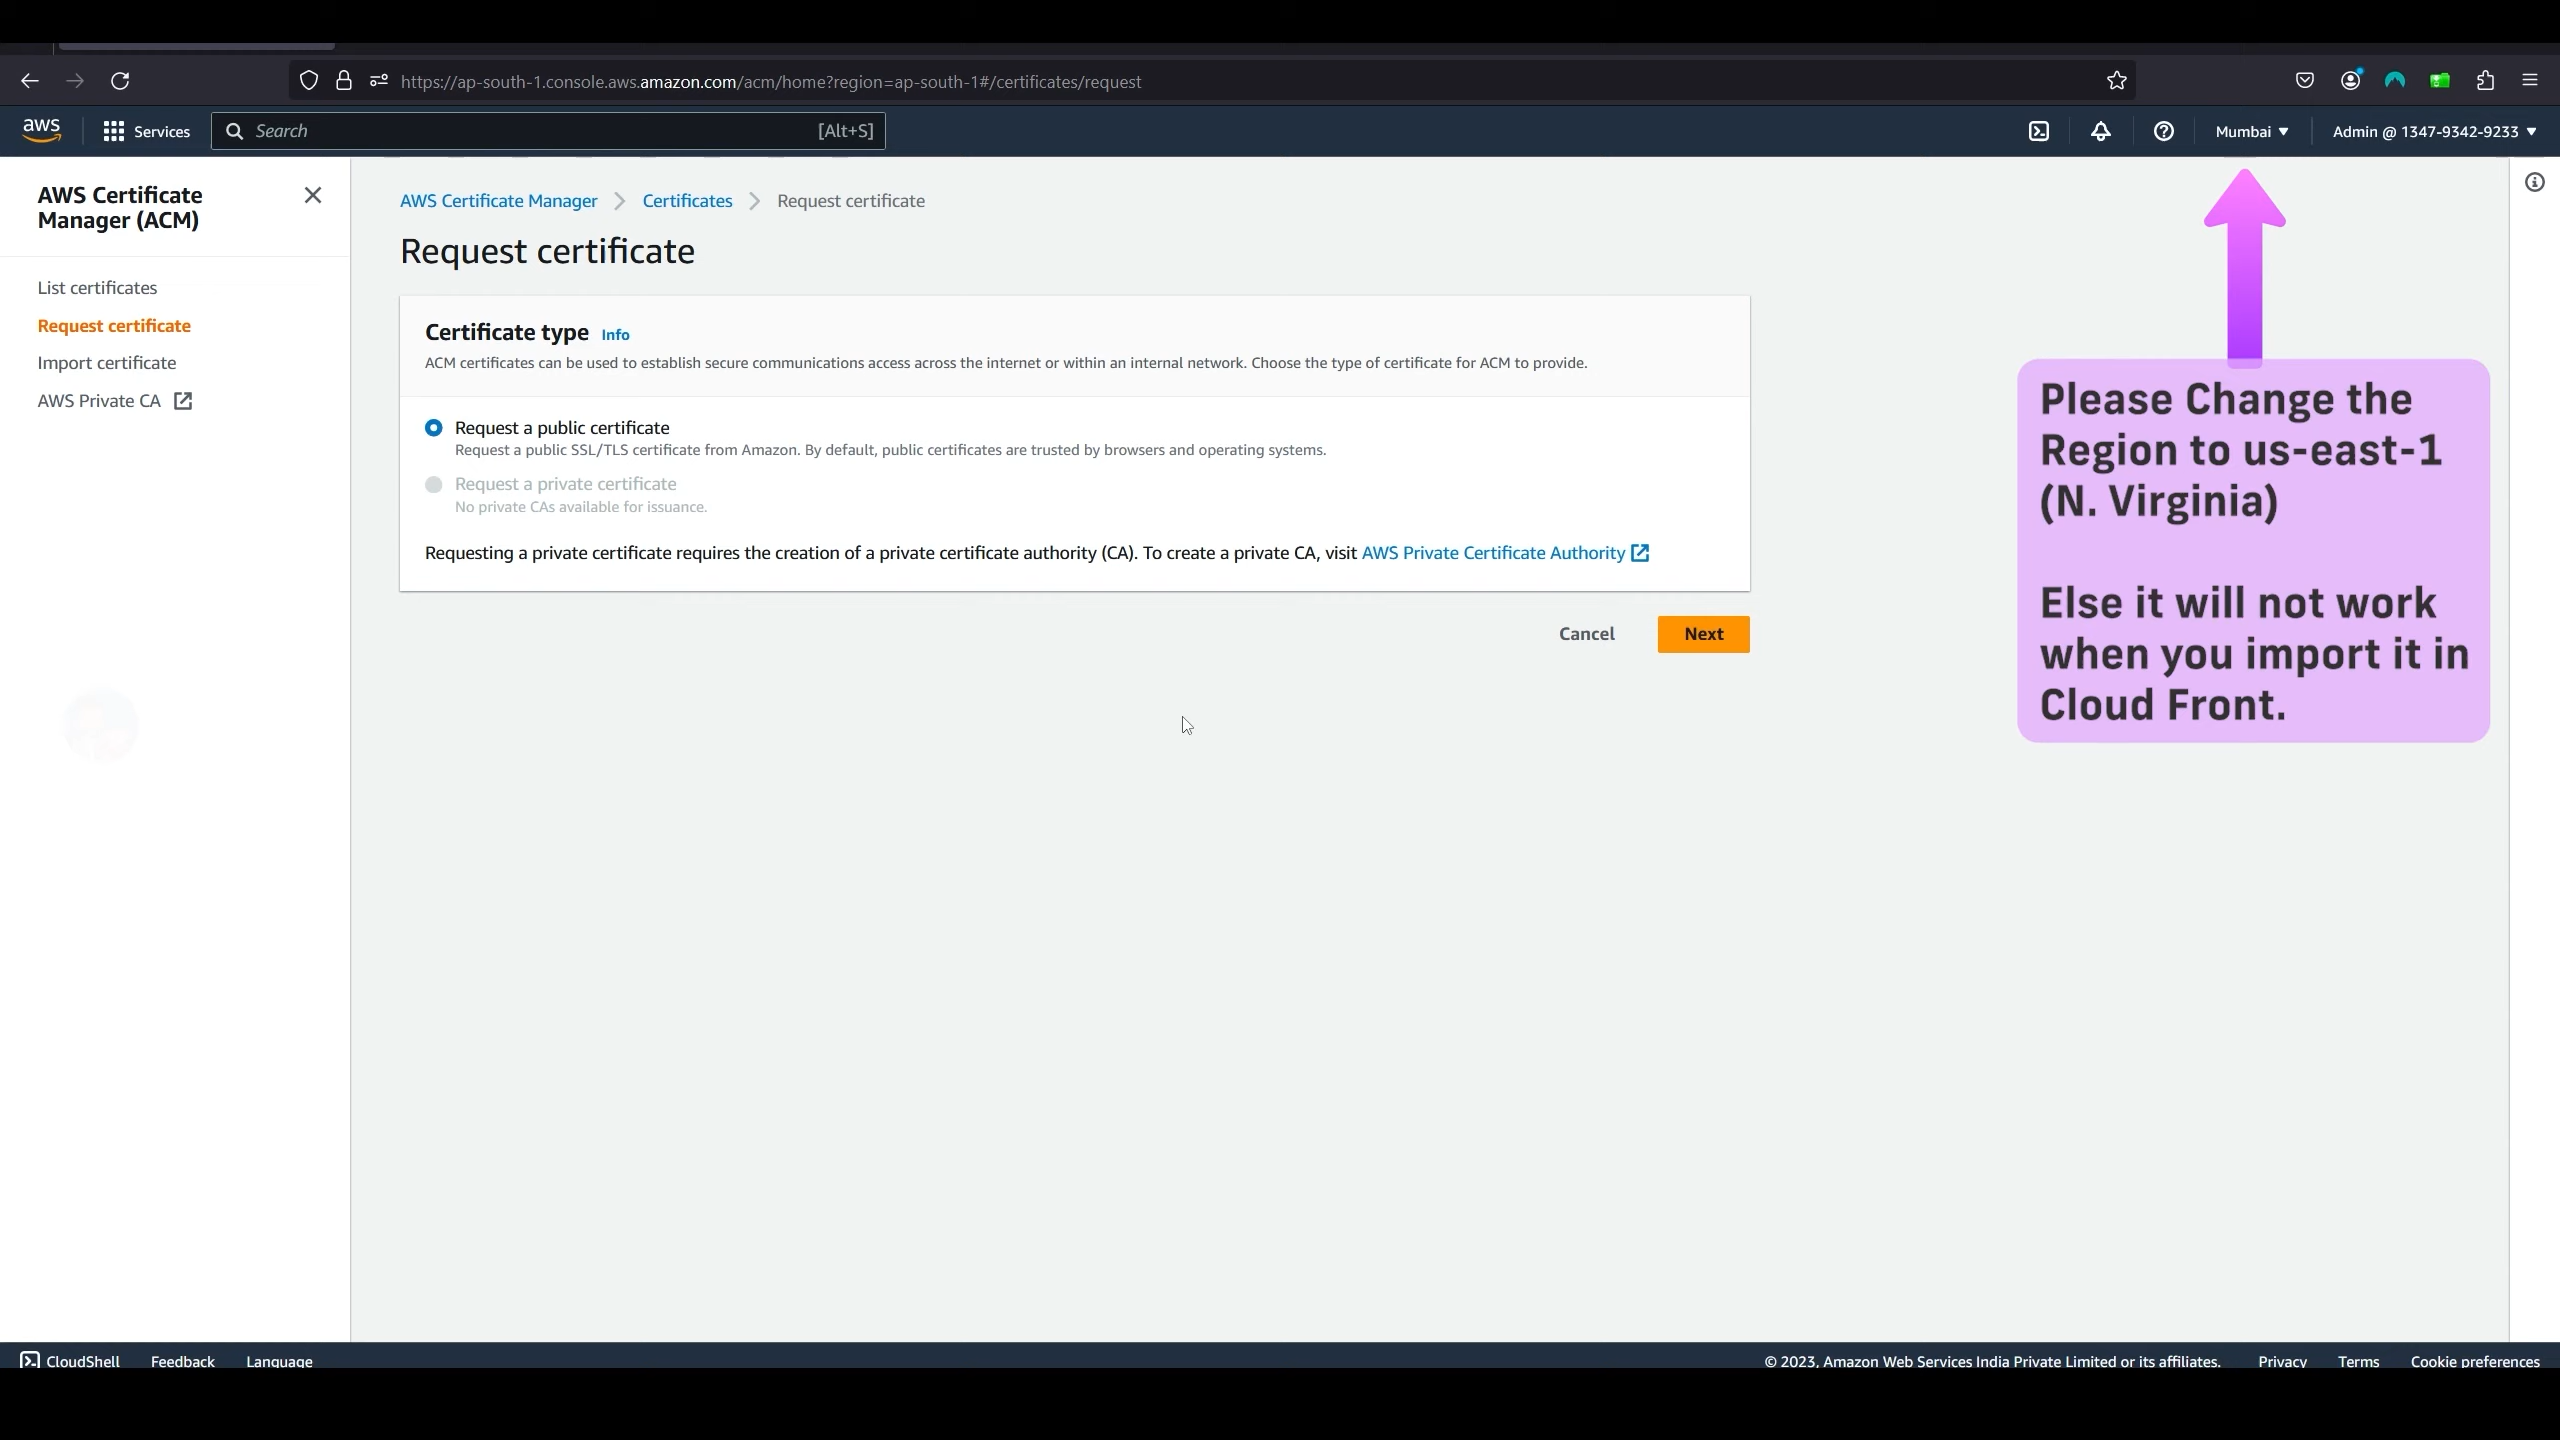 https://ap-south-1.console.aws.amazon.com/acm/home?region=ap-south-1#/certificates/request
aws
Services
Search
[Alt+S]
Mumbai
Admin @ 1347-9342-9233
AWS Certificate
Manager (ACM)
List certificates
Request certificate
Import certificate
AWS Private CA
AWS Certificate Manager
Certificates
Request certificate
Request certificate
Certificate type Info
ACM certificates can be used to establish secure communications access across the internet or within an internal network. Choose the type of certificate for ACM to provide.
Request a public certificate
Request a public SSL/TLS certificate from Amazon. By default, public certificates are trusted by browsers and operating systems.
Request a private certificate
No private CAs available for issuance.
Requesting a private certificate requires the creation of a private certificate authority (CA). To create a private CA, visit AWS Private Certificate Authority
Cancel
Next
Please Change the
Region to us-east-1
(N. Virginia)
Else it will not work
when you import it in
Cloud Front.
CloudShell
Feedback
Language
© 2023, Amazon Web Services India Private Limited or its affiliates.
Privacy
Terms
Cookie preferences